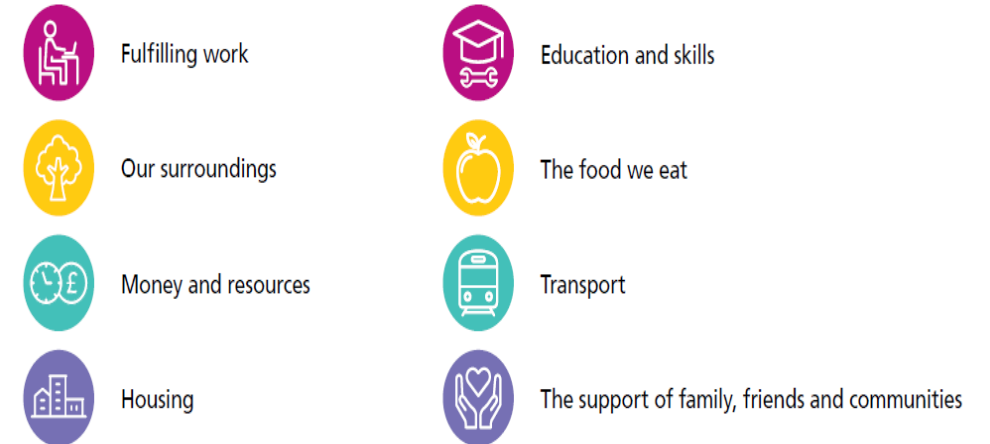 Fulfilling work
Education and skills
Our surroundings
The food we eat
£
Money and resources
Transport
Housing
The support of family, friends and communities